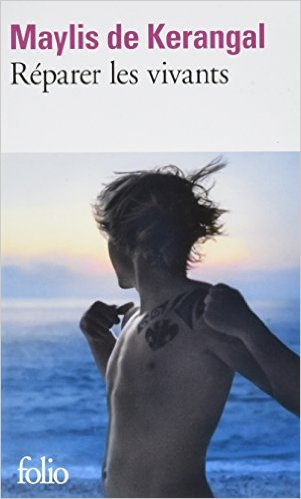 Maylis de Kerangal
Réparer les vivants
folio